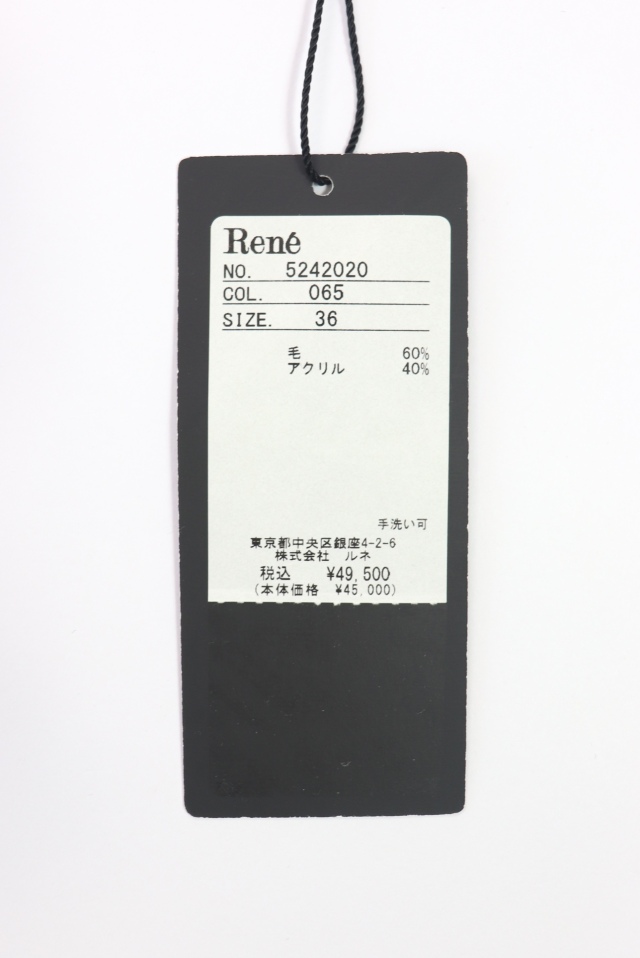 René
NO. 5242020
COL. 065
SIZE. 36
毛 60%
アクリル 40%
手洗い可
東京都中央区銀座4-2-6
株式会社 ルネ
税込 ¥49,500
(本体価格 ¥45,000)